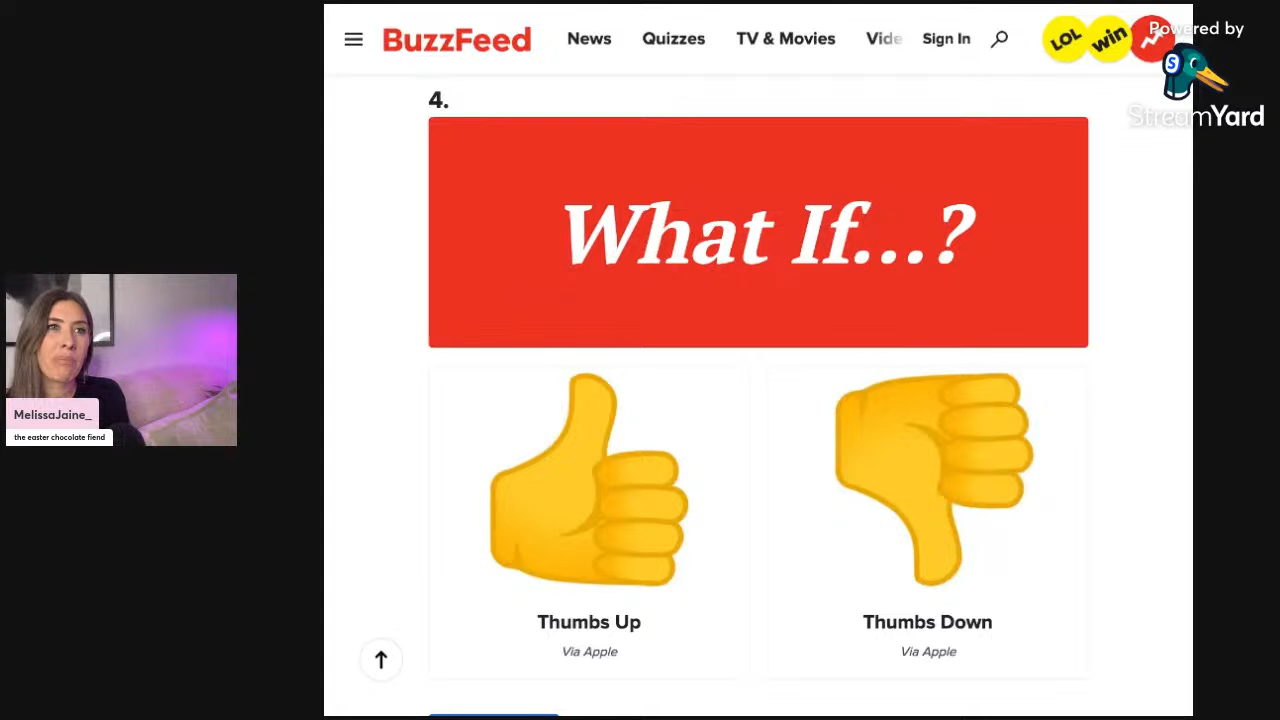 BuzzFeed News Quizzes TV & Movies Vide Sign In LOL win
Powered by
StreamYard
4.
What If...?
MelissaJaine_
the easter chocolate fiend
Thumbs Up Thumbs Down
Via Apple Via Apple